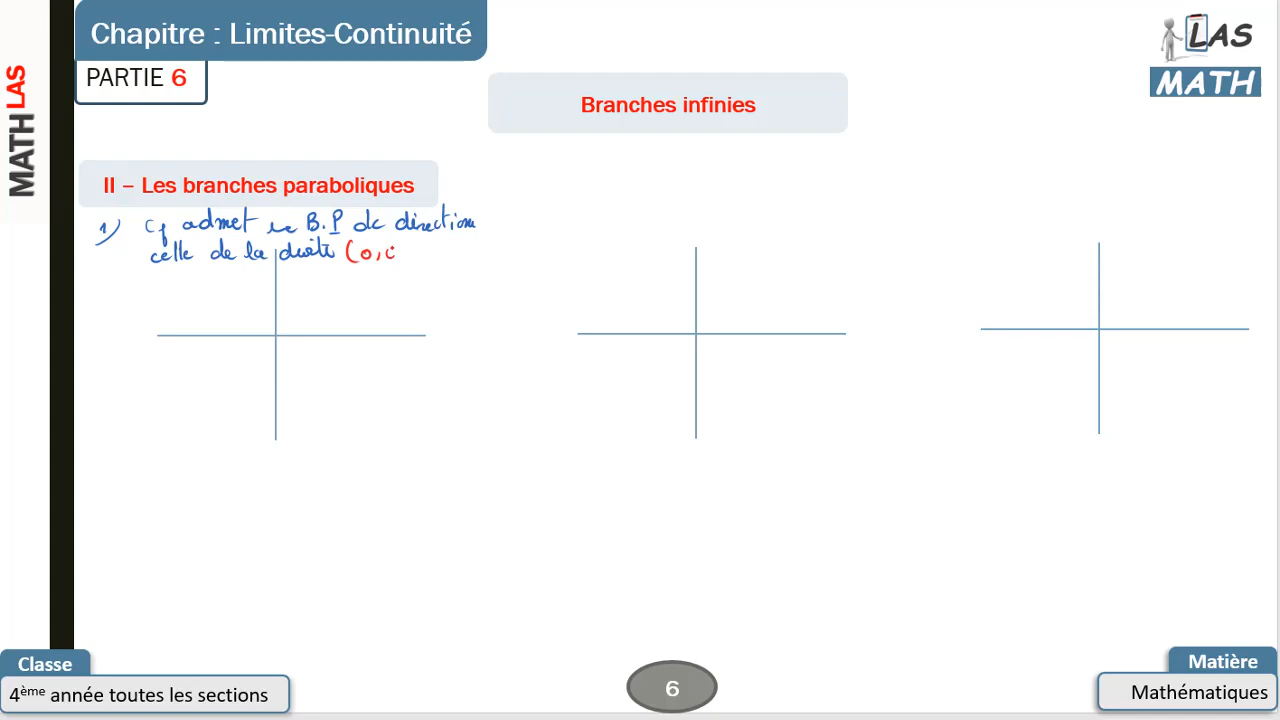 Chapitre : Limites-Continuité
LAS
MATH
PARTIE 6
MATH LAS
Branches infinies
II – Les branches paraboliques
1) Cf admet une B.P de direction
celle de la droite (o,i
Classe
4ème année toutes les sections
6
Matière
Mathématiques